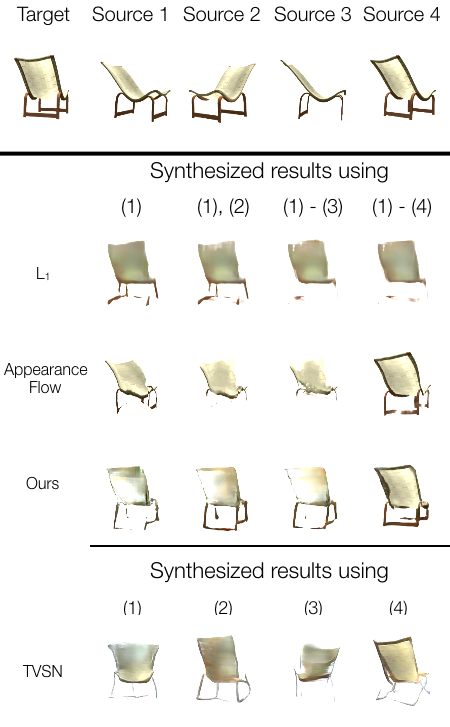 Target Source 1 Source 2 Source 3 Source 4
Synthesized results using
(1) (1), (2) (1) - (3) (1) - (4)
L₁
Appearance
Flow
Ours
Synthesized results using
(1) (2) (3) (4)
TVSN